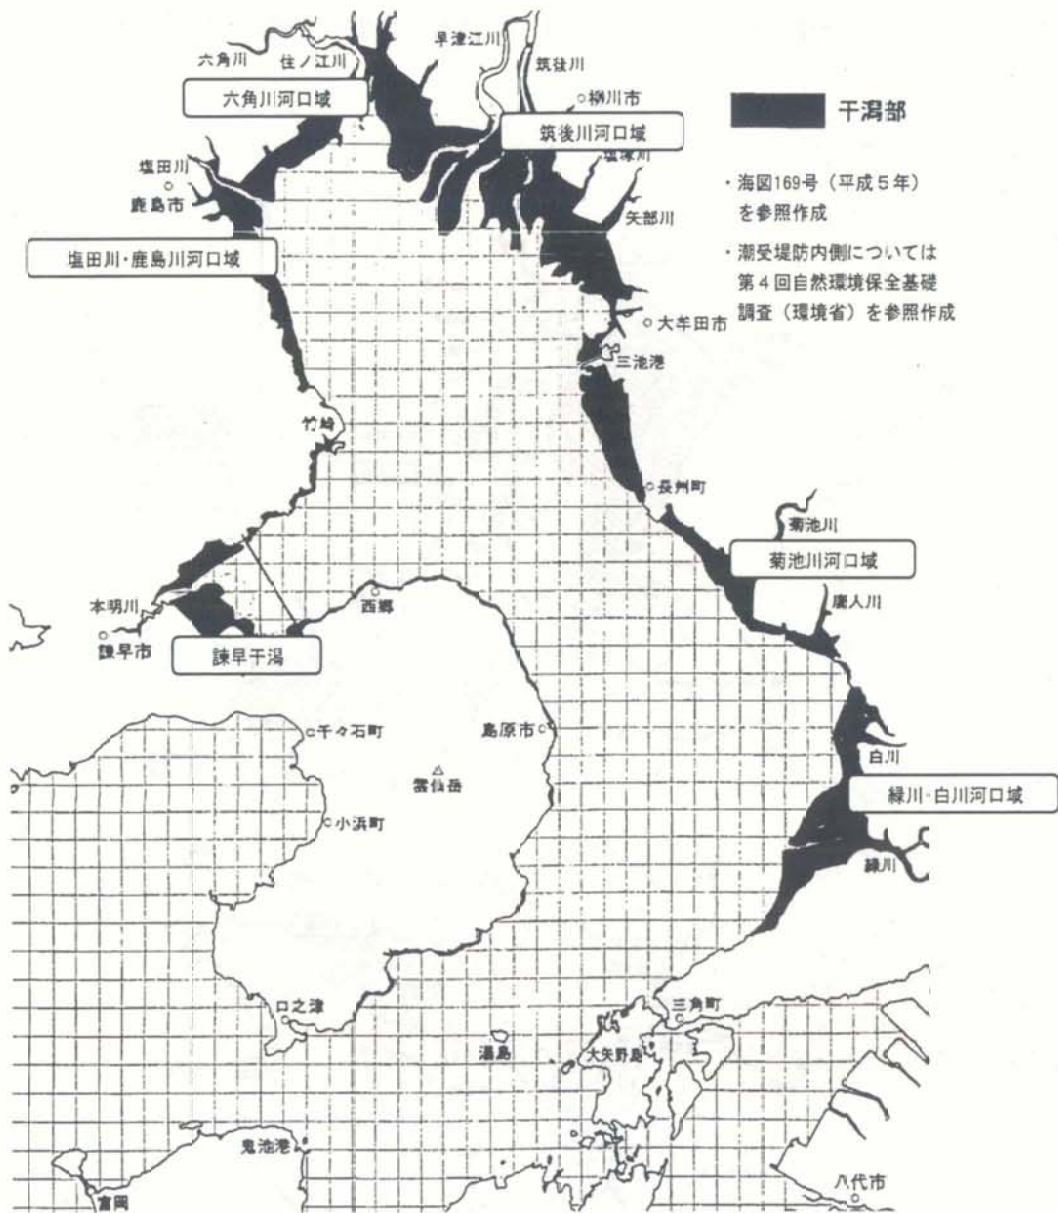 早津江川
六角川
住ノ江川
筑後川
六角川河口域
柳川市
干潟部
筑後川河口域
塩塚川
塩田川
鹿島市
矢部川
・海図169号（平成５年）
を参照作成
塩田川・鹿島川河口域
・潮受堤防内側については
第４回自然環境保全基礎
調査（環境省）を参照作成
大牟田市
三池港
竹崎
長州町
菊池川
菊池川河口域
本明川
西郷
唐人川
諫早市
諫早干潟
千々石町
島原市
白川
雲仙岳
緑川・白川河口域
小浜町
緑川
口之津
三角町
湯島
大矢野島
鬼池港
八代市
富岡